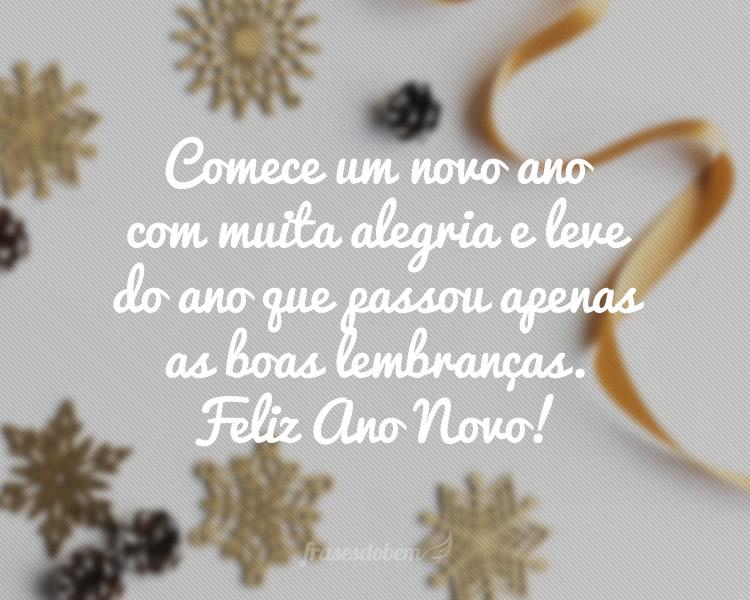 Comece um novo ano
com muita alegria e leve
do ano que passou apenas
as boas lembranças.
Feliz Ano Novo!
frasesdobem